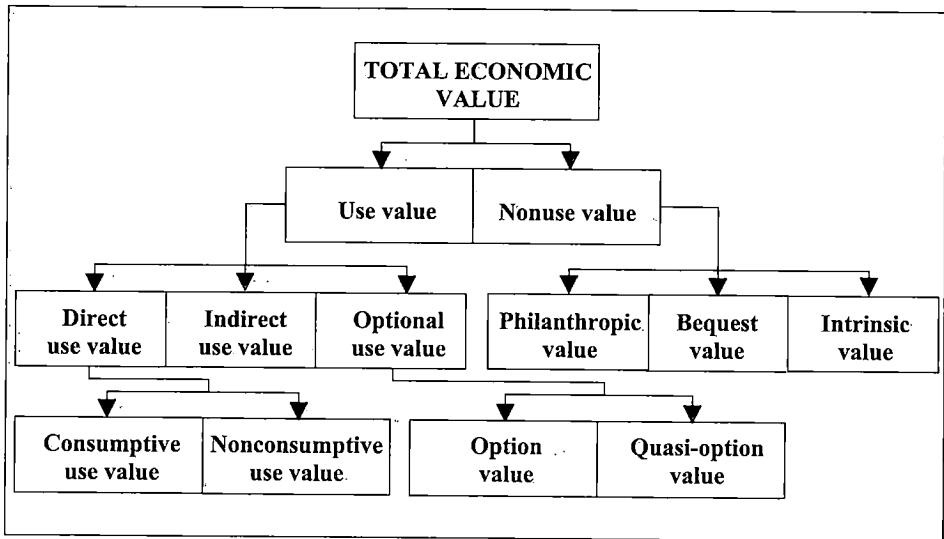 TOTAL ECONOMIC
VALUE
Use value
Nonuse value
Direct
use value
Indirect
use value
Optional
use value
Philanthropic
value
Bequest
value
Intrinsic
value
Consumptive
use value
Nonconsumptive
use value
Option
value
Quasi-option
value